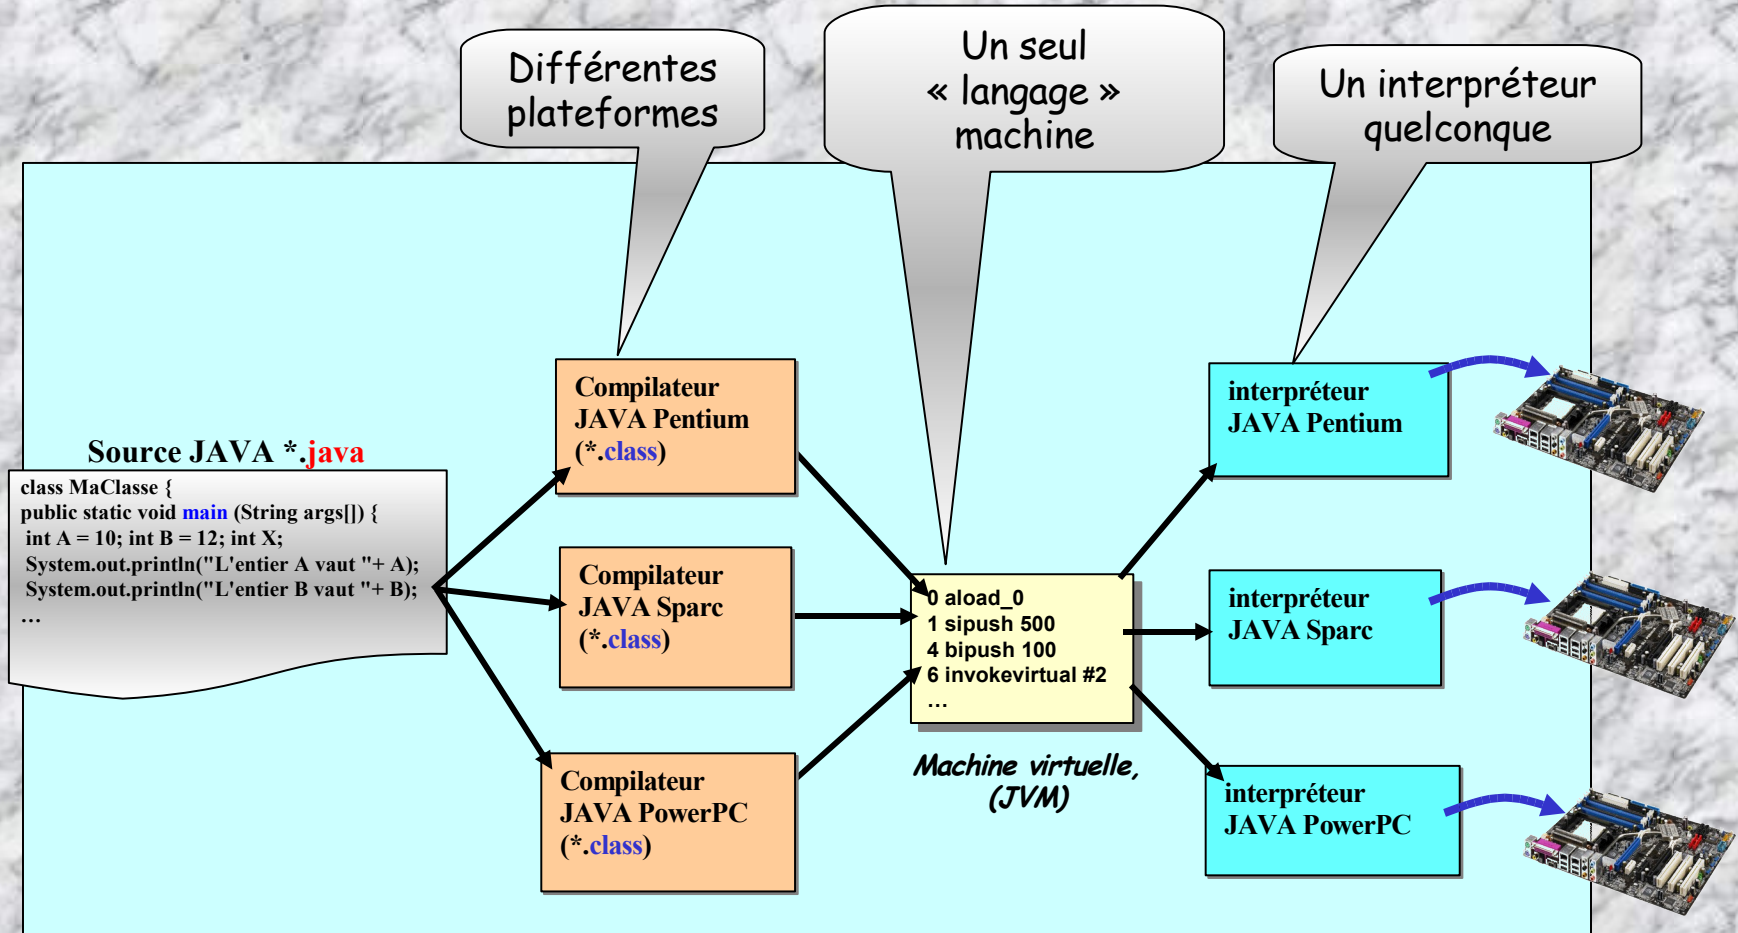 Différentes
plateformes
Un seul
« langage »
machine
Un interpréteur
quelconque
Source JAVA *.java
class MaClasse {
public static void main (String args[]) {
int A = 10; int B = 12; int X;
System.out.println("L'entier A vaut "+ A);
System.out.println("L'entier B vaut "+ B);
…
Compilateur
JAVA Pentium
(*.class)
Compilateur
JAVA Sparc
(*.class)
Compilateur
JAVA PowerPC
(*.class)
0 aload_0
1 sipush 500
4 bipush 100
6 invokevirtual #2
…
Machine virtuelle,
(JVM)
interpréteur
JAVA Pentium
interpréteur
JAVA Sparc
interpréteur
JAVA PowerPC